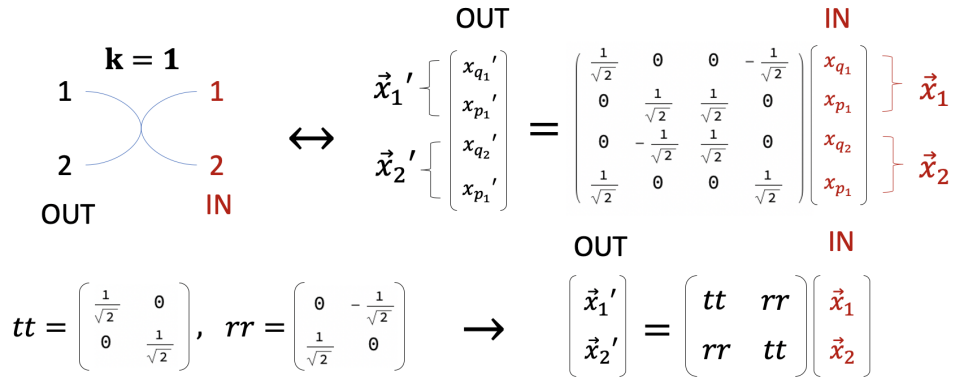 OUT IN
k = 1
1 1
2 2
OUT IN
↔
x⃗₁′ x⃗₂′
x_{q₁}′
x_{p₁}′
x_{q₂}′
x_{p₁}′
=
1/√2 0 0 -1/√2
0 1/√2 1/√2 0
0 -1/√2 1/√2 0
1/√2 0 0 1/√2
x_{q₁}
x_{p₁}
x_{q₂}
x_{p₁}
x⃗₁
x⃗₂
tt =
1/√2 0
0 1/√2
, rr =
0 -1/√2
1/√2 0
→
OUT IN
x⃗₁′ = tt rr x⃗₁
x⃗₂′ rr tt x⃗₂